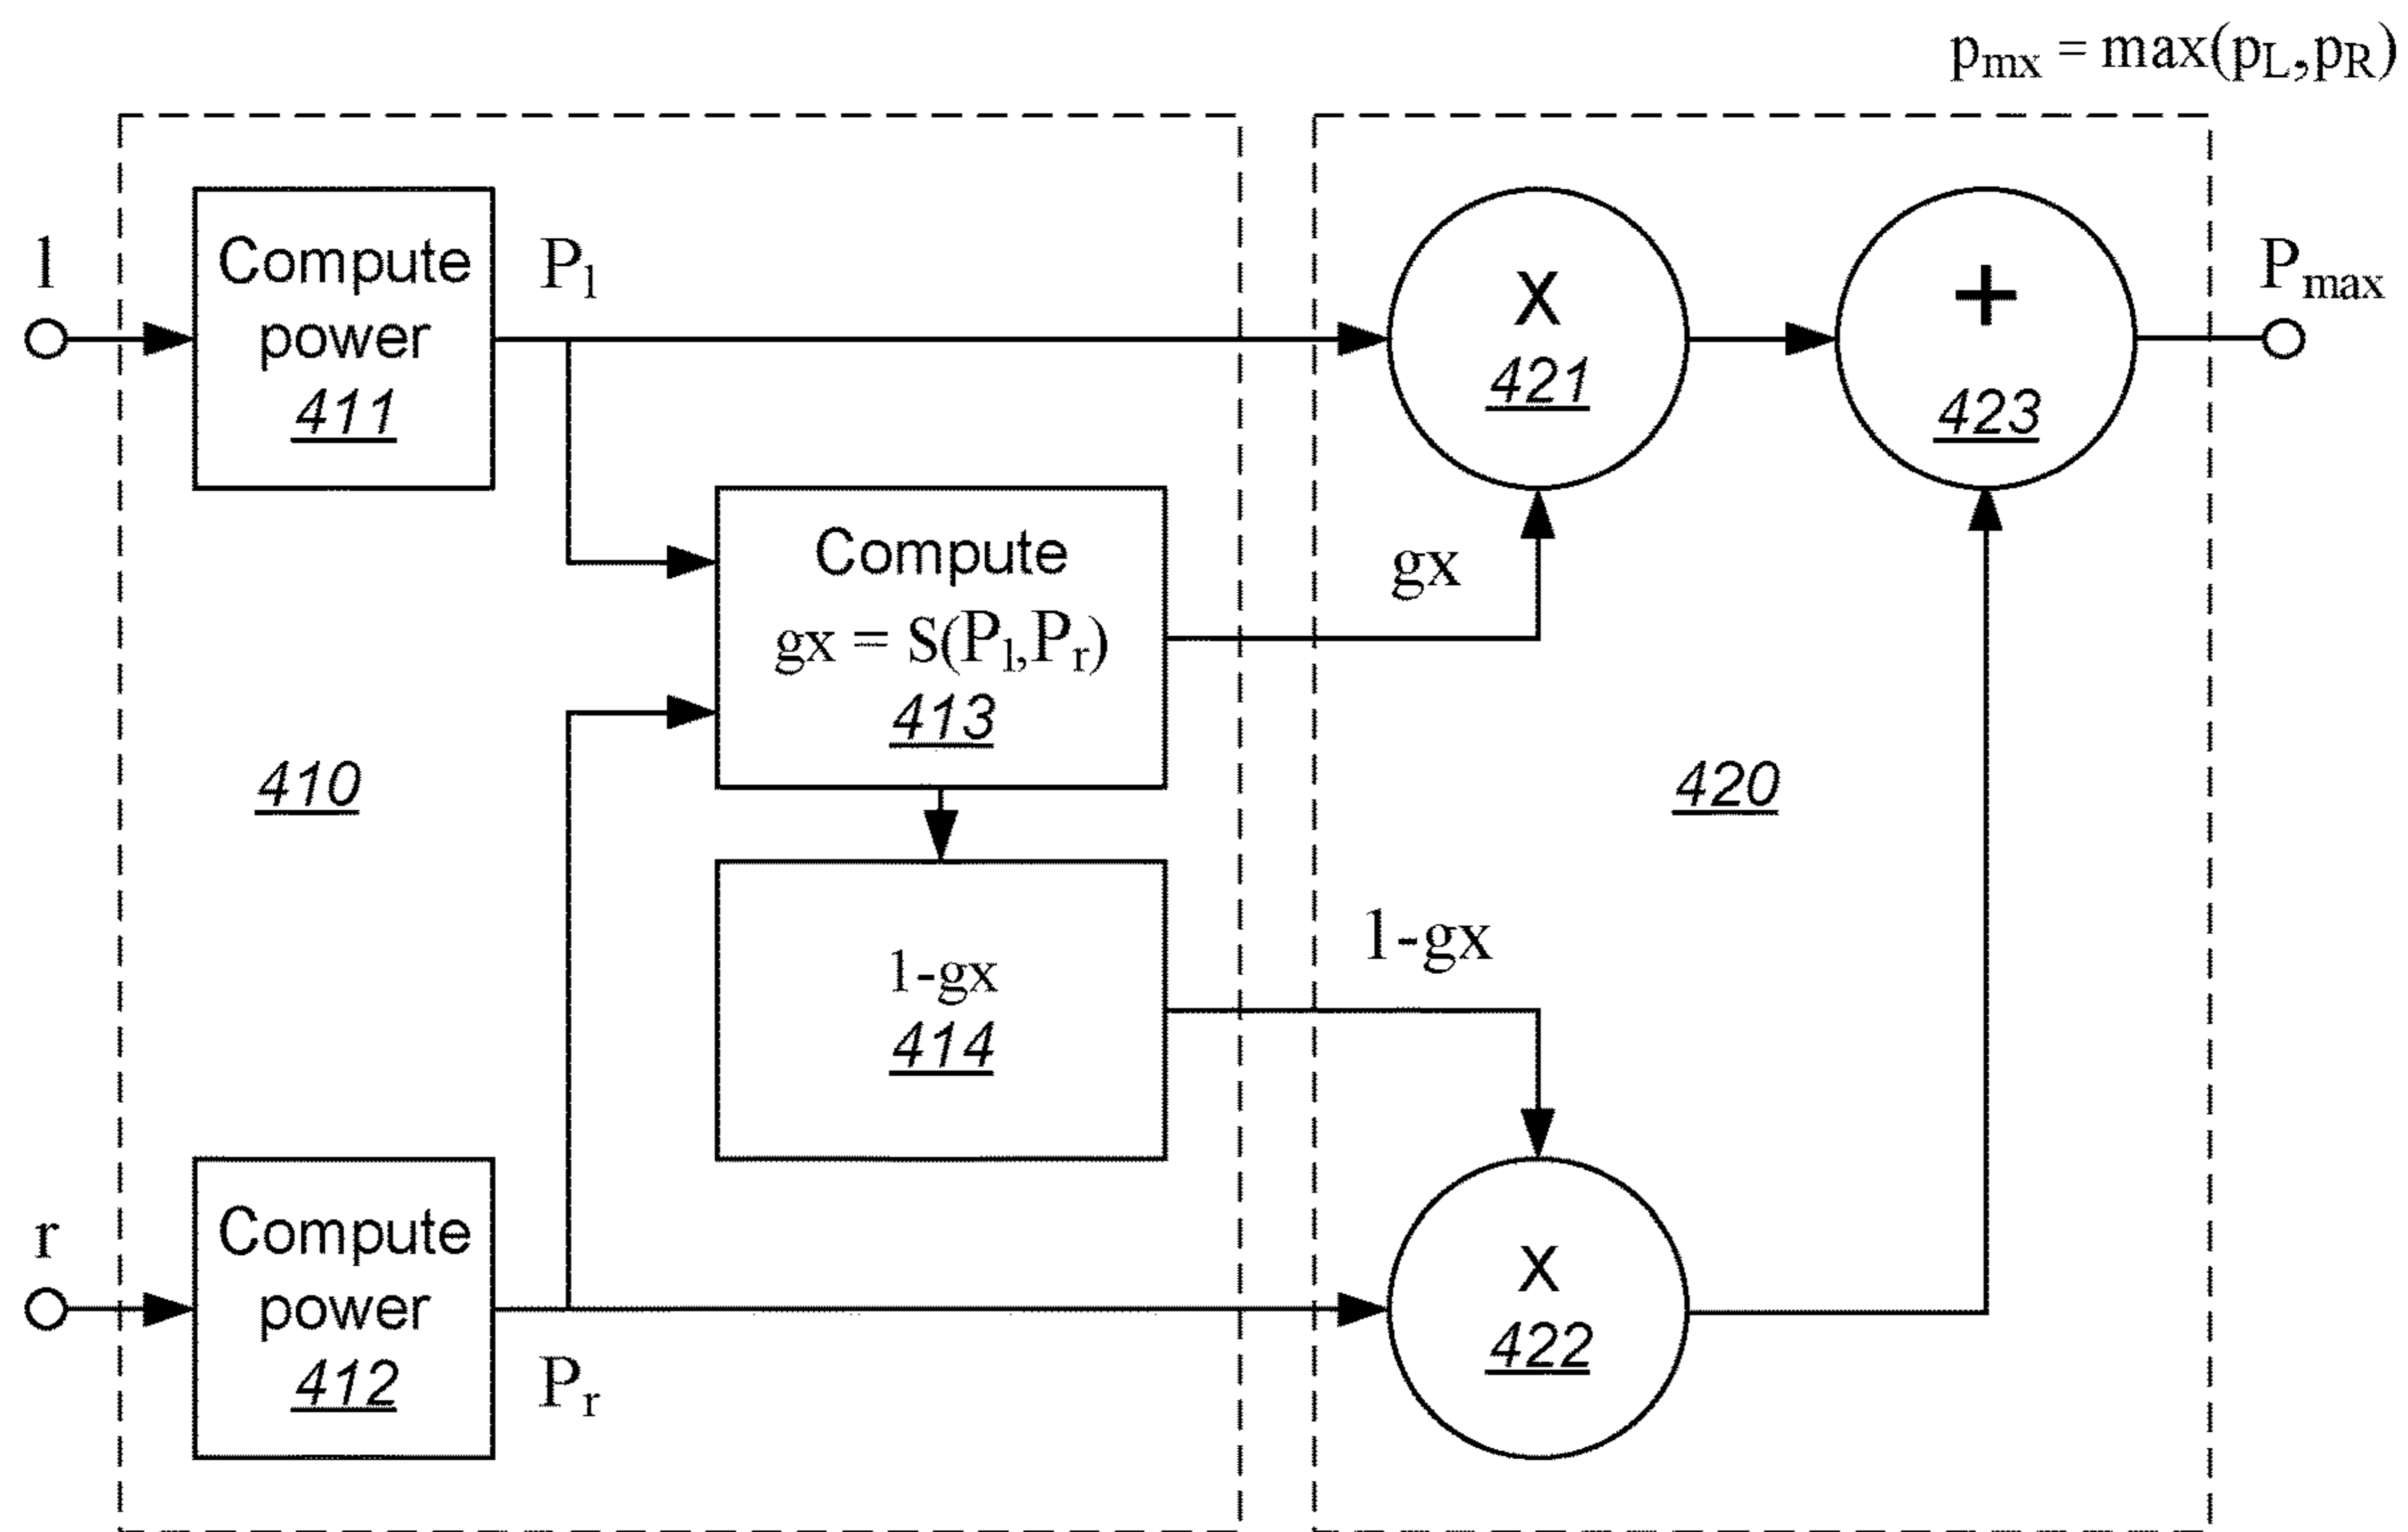 pmx = max(pL,pR)
l
Compute
power
411
Pl
x
421
+
423
Pmax
Compute
gx = S(Pl,Pr)
413
gx
410
420
1-gx
414
1-gx
r
Compute
power
412
Pr
x
422